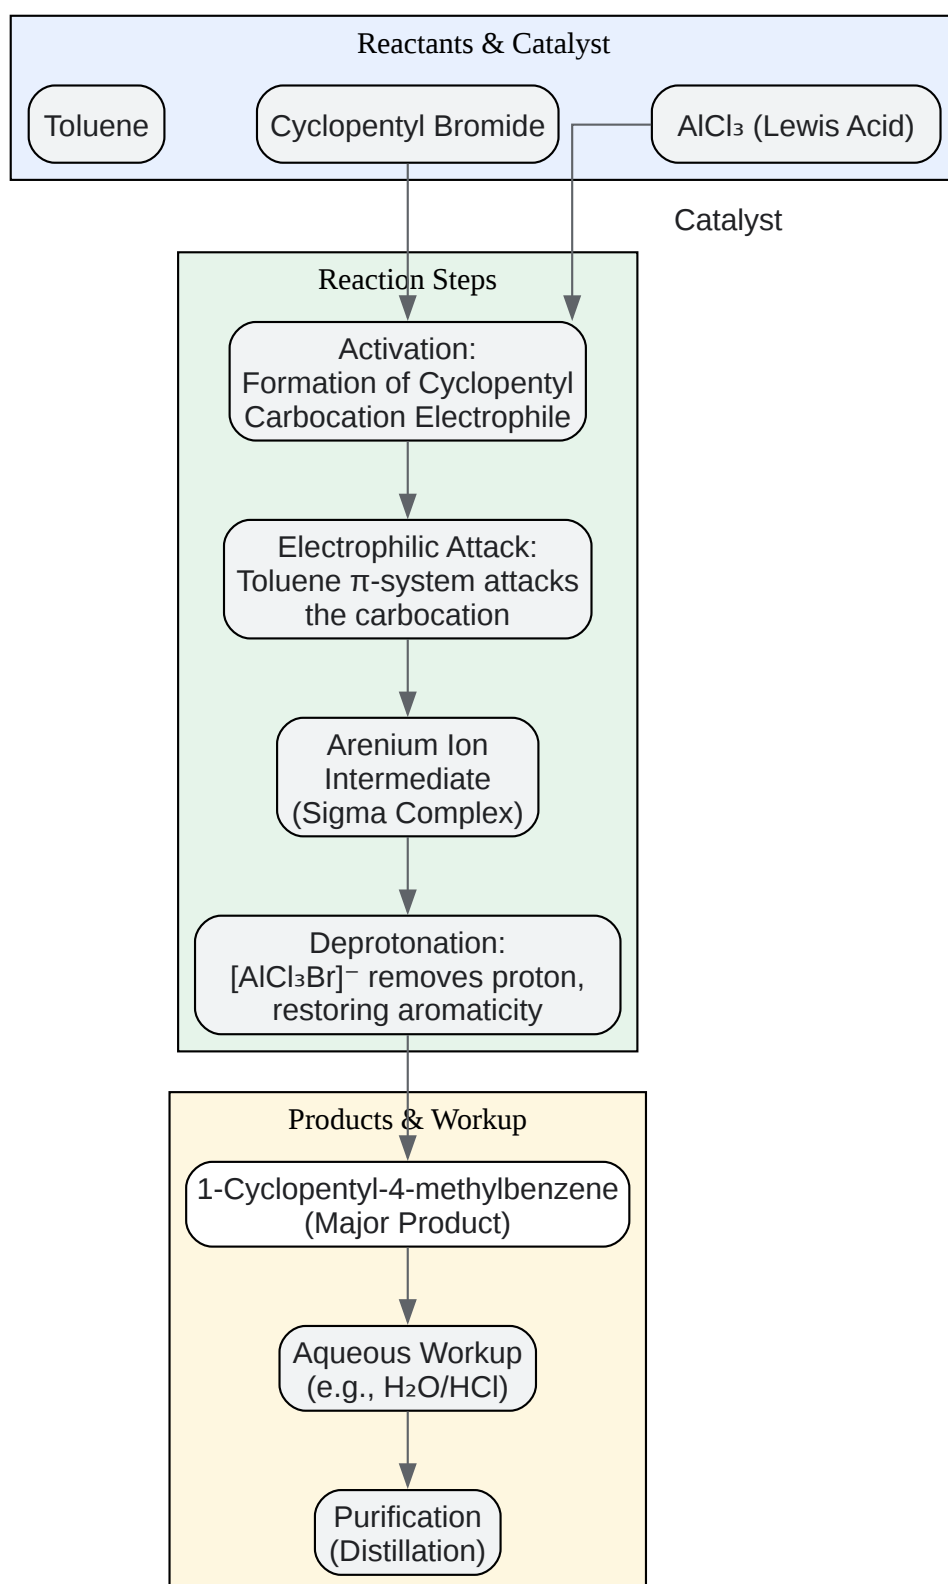 Reactants & Catalyst
Toluene
Cyclopentyl Bromide
AlCl₃ (Lewis Acid)
Catalyst
Reaction Steps
Activation:
Formation of Cyclopentyl
Carbocation Electrophile
Electrophilic Attack:
Toluene π-system attacks
the carbocation
Arenium Ion
Intermediate
(Sigma Complex)
Deprotonation:
[AlCl₃Br]⁻ removes proton,
restoring aromaticity
Products & Workup
1-Cyclopentyl-4-methylbenzene
(Major Product)
Aqueous Workup
(e.g., H₂O/HCl)
Purification
(Distillation)